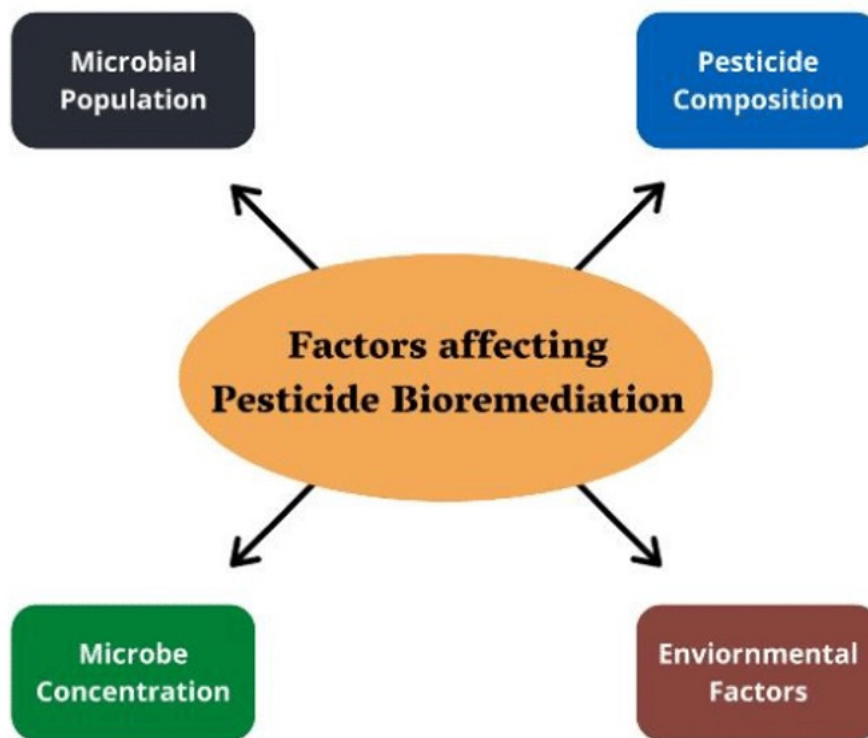 Microbial
Population
Pesticide
Composition
Factors affecting
Pesticide Bioremediation
Microbe
Concentration
Enviornmental
Factors